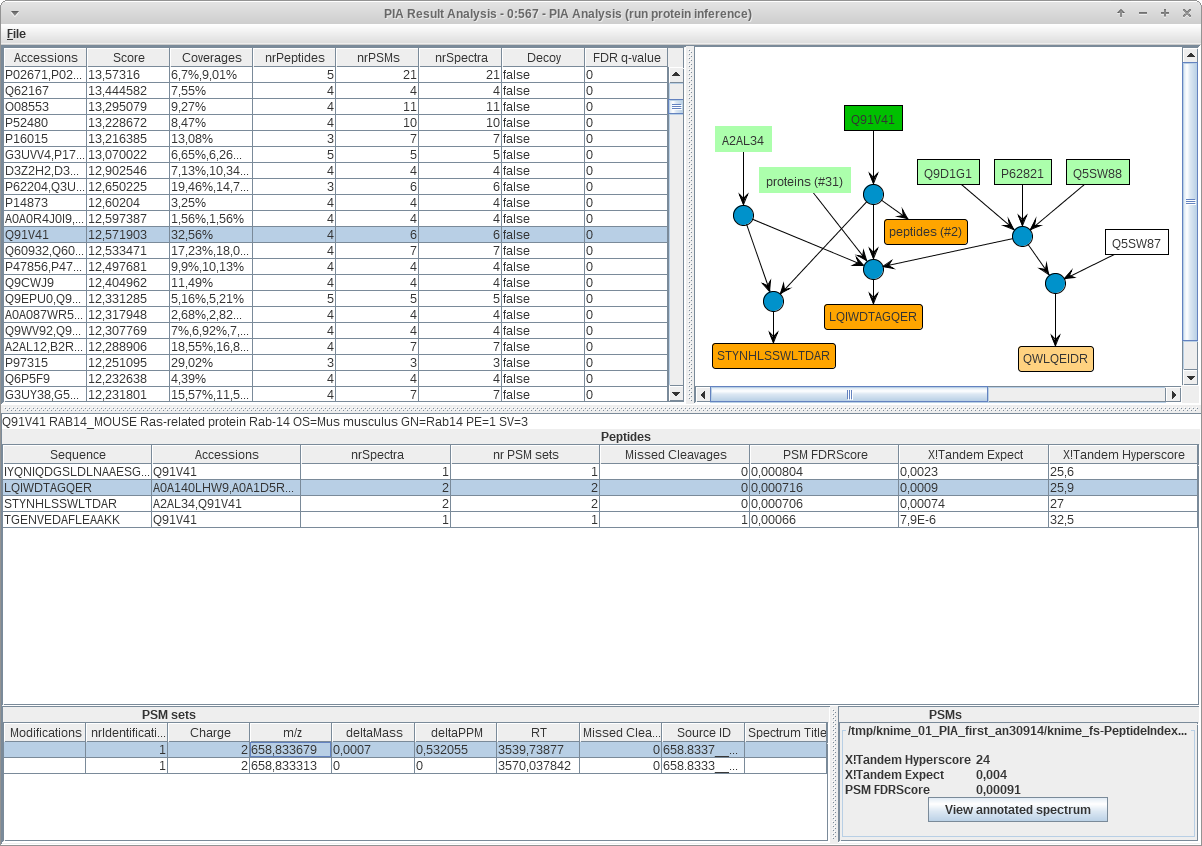 PIA Result Analysis - 0:567 - PIA Analysis (run protein inference)
File
Accessions Score Coverages nrPeptides nrPSMs nrSpectra Decoy FDR q-value
P02671,P02... 13,57316 6,7%,9,01% 5 21 21 false 0
Q62167 13,444582 7,55% 4 4 4 false 0
O08553 13,295079 9,27% 4 11 11 false 0
P52480 13,228672 8,47% 4 10 10 false 0
P16015 13,216385 13,08% 3 7 7 false 0
G3UVV4,P17... 13,070022 6,65%,6,26... 5 5 5 false 0
D3Z2H2,D3... 12,902546 7,13%,10,34... 4 4 4 false 0
P62204,Q3U... 12,650225 19,46%,14,7... 3 6 6 false 0
P14873 12,60204 3,25% 4 4 4 false 0
A0A0R4J0I9,... 12,597387 1,56%,1,56% 4 4 4 false 0
Q91V41 12,571903 32,56% 4 6 6 false 0
Q60932,Q60... 12,533471 17,23%,18,0... 4 7 7 false 0
P47856,P47... 12,497681 9,9%,10,13% 4 4 4 false 0
Q9CWJ9 12,404962 11,49% 4 4 4 false 0
Q9EPU0,Q9... 12,331285 5,16%,5,21% 5 5 5 false 0
A0A087WR5... 12,317948 2,68%,2,82... 4 4 4 false 0
Q9WV92,Q9... 12,307769 7%,6,92%,7,... 4 4 4 false 0
A2AL12,B2R... 12,288906 18,55%,16,8... 4 7 7 false 0
P97315 12,251095 29,02% 3 3 3 false 0
Q6P5F9 12,232638 4,39% 4 4 4 false 0
G3UY38,G5... 12,231801 15,57%,11,5... 4 7 7 false 0
Q91V41
A2AL34
proteins (#31)
Q9D1G1 P62821 Q5SW88
peptides (#2)
Q5SW87
LQIWDTAGQER
STYNHLSSWLTDAR
QWLQEIDR
Q91V41 RAB14_MOUSE Ras-related protein Rab-14 OS=Mus musculus GN=Rab14 PE=1 SV=3
Peptides
Sequence Accessions nrSpectra nr PSM sets Missed Cleavages PSM FDRScore X!Tandem Expect X!Tandem Hyperscore
IYQNIQDGSLDLNAAESG... Q91V41 1 1 0 0,000804 0,0023 25,6
LQIWDTAGQER A0A140LHW9,A0A1D5R... 2 2 0 0,000716 0,0009 25,9
STYNHLSSWLTDAR A2AL34,Q91V41 2 2 0 0,000706 0,00074 27
TGENVEDAFLEAAKK Q91V41 1 1 1 0,00066 7,9E-6 32,5
PSM sets
Modifications nrIdentificati... Charge m/z deltaMass deltaPPM RT Missed Clea... Source ID Spectrum Title
1 2 658,833679 0,0007 0,532055 3539,73877 0 658.8337__...
1 2 658,833313 0 0 3570,037842 0 658.8333__...
PSMs
/tmp/knime_01_PIA_first_an30914/knime_fs-PeptideIndex...
X!Tandem Hyperscore 24
X!Tandem Expect 0,004
PSM FDRScore 0,00091
View annotated spectrum